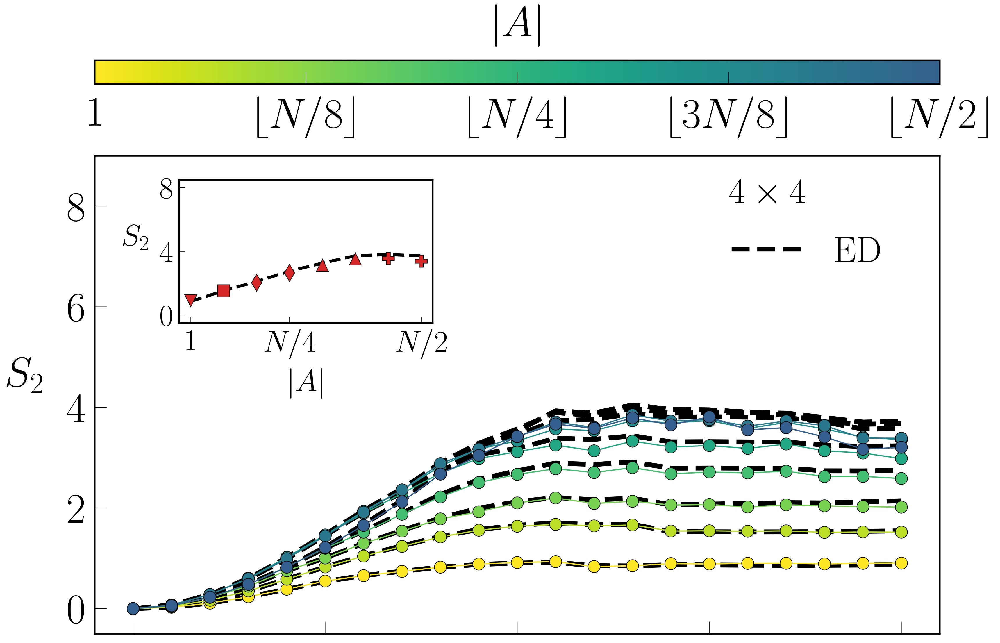 |A|
1 ⌊N/8⌋ ⌊N/4⌋ ⌊3N/8⌋ ⌊N/2⌋
4 × 4
ED
8
6
4
2
0
S₂
8
4
0
S₂
1 N/4 N/2
|A|